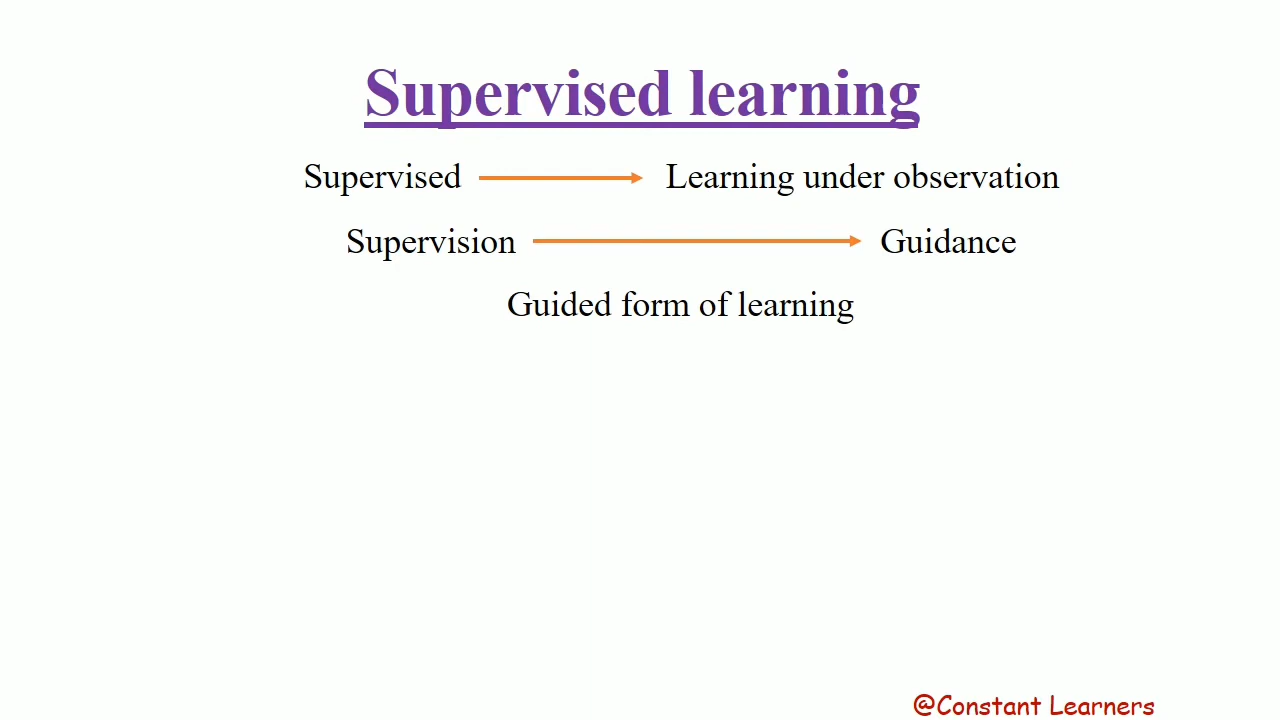 Supervised learning
Supervised Learning under observation
Supervision Guidance
Guided form of learning
@Constant Learners